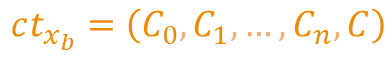 ct_{x_b} = (C_0, C_1, ..., C_n, C)